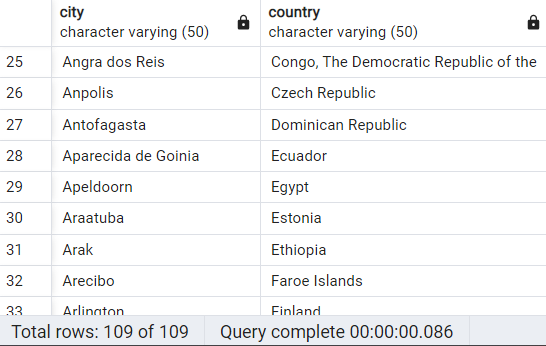 city country
character varying (50) character varying (50)
25 Angra dos Reis Congo, The Democratic Republic of the
26 Anpolis Czech Republic
27 Antofagasta Dominican Republic
28 Aparecida de Goinia Ecuador
29 Apeldoorn Egypt
30 Araatuba Estonia
31 Arak Ethiopia
32 Arecibo Faroe Islands
33 Arlington Finland
Total rows: 109 of 109 Query complete 00:00:00.086